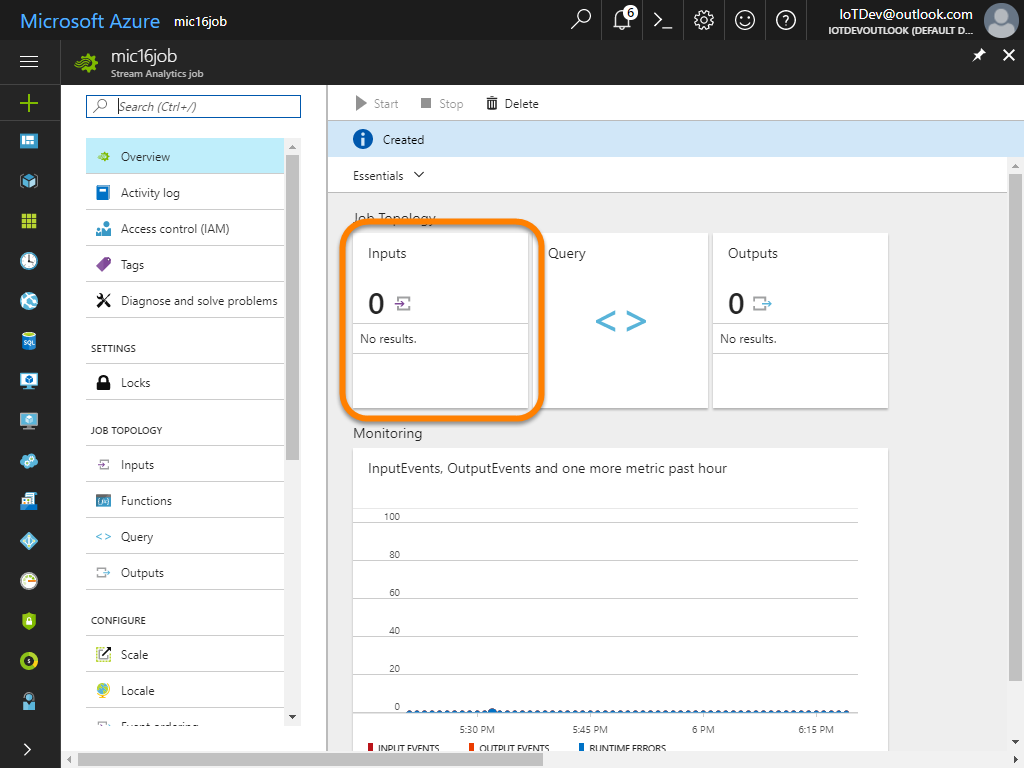 Microsoft Azure mic16job
6
IoTDev@outlook.com
IOTDEVOUTLOOK (DEFAULT D...
mic16job
Stream Analytics job
Search (Ctrl+/)
Overview
Activity log
Access control (IAM)
Tags
Diagnose and solve problems
SETTINGS
Locks
JOB TOPOLOGY
Inputs
Functions
Query
Outputs
CONFIGURE
Scale
Locale
Event ordering
Start Stop Delete
Created
Essentials
Job Topology
Inputs
0
No results.
Query
< >
Outputs
0
No results.
Monitoring
InputEvents, OutputEvents and one more metric past hour
100
80
60
40
20
0
5:30 PM 5:45 PM 6 PM 6:15 PM
INPUT EVENTS OUTPUT EVENTS RUNTIME ERRORS